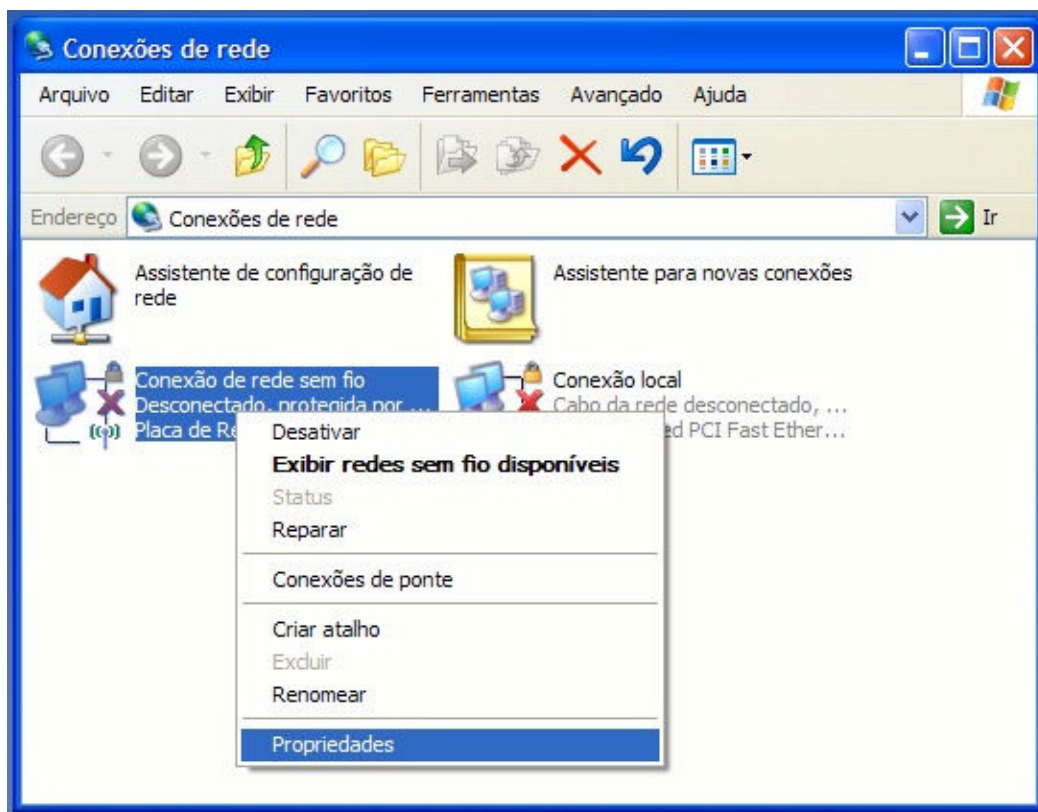 Conexões de rede
Arquivo Editar Exibir Favoritos Ferramentas Avançado Ajuda
Endereço Conexões de rede Ir
Assistente de configuração de
rede
Assistente para novas conexões
Conexão de rede sem fio
Desconectado, protegida por ...
Placa de
Conexão local
Cabo da rede desconectado, ...
PCI Fast Ether...
Desativar
Exibir redes sem fio disponíveis
Status
Reparar
Conexões de ponte
Criar atalho
Excluir
Renomear
Propriedades